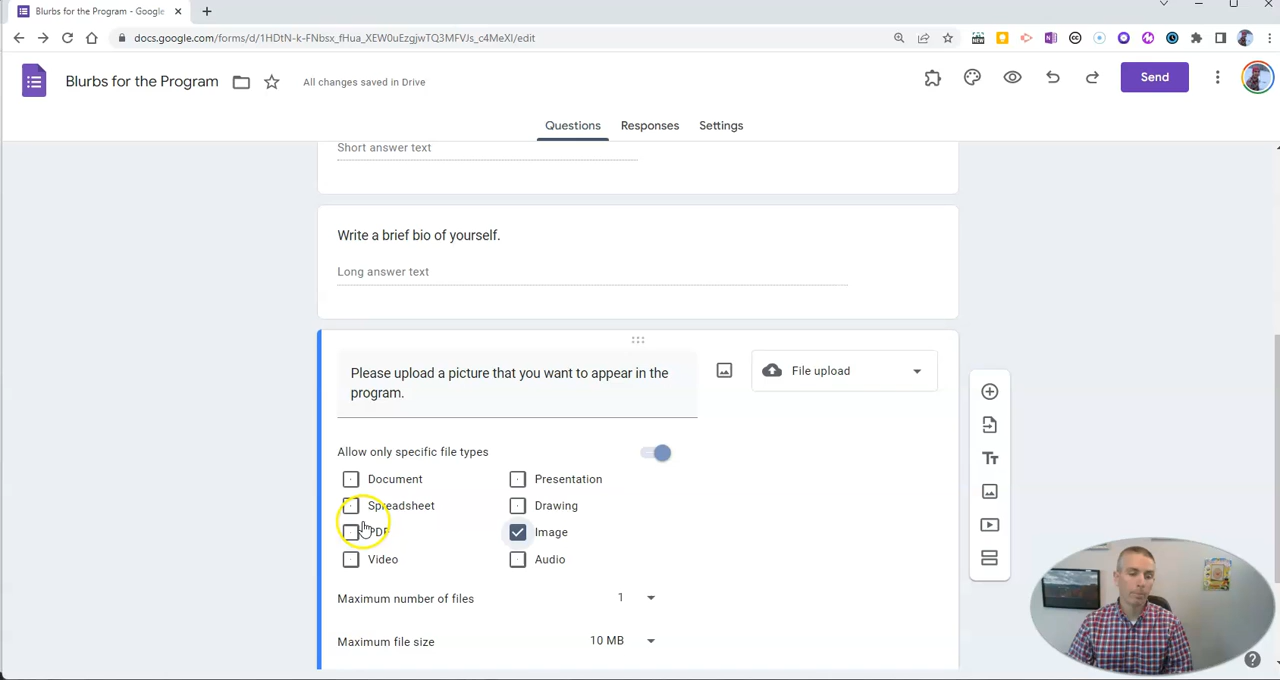 Blurbs for the Program - Google
docs.google.com/forms/d/1HDtN-k-FNbsx_fHua_XEW0uEzgjwTQ3MFVJs_c4MeXI/edit
Blurbs for the Program
All changes saved in Drive
Send
Questions
Responses
Settings
Short answer text
Write a brief bio of yourself.
Long answer text
Please upload a picture that you want to appear in the
program.
File upload
Allow only specific file types
Document
Presentation
Spreadsheet
Drawing
PDF
Image
Video
Audio
Maximum number of files
1
Maximum file size
10 MB